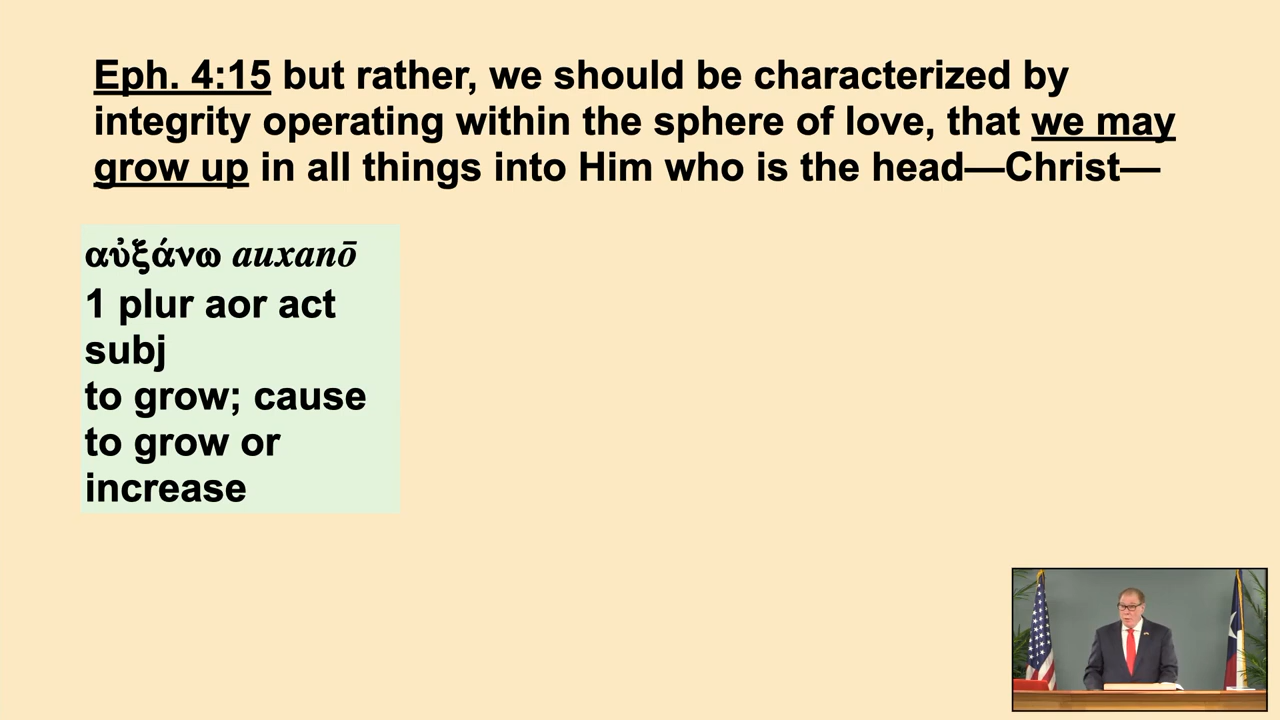 Eph. 4:15 but rather, we should be characterized by
integrity operating within the sphere of love, that we may
grow up in all things into Him who is the head—Christ—
αὐξάνω auxanō
1 plur aor act
subj
to grow; cause
to grow or
increase